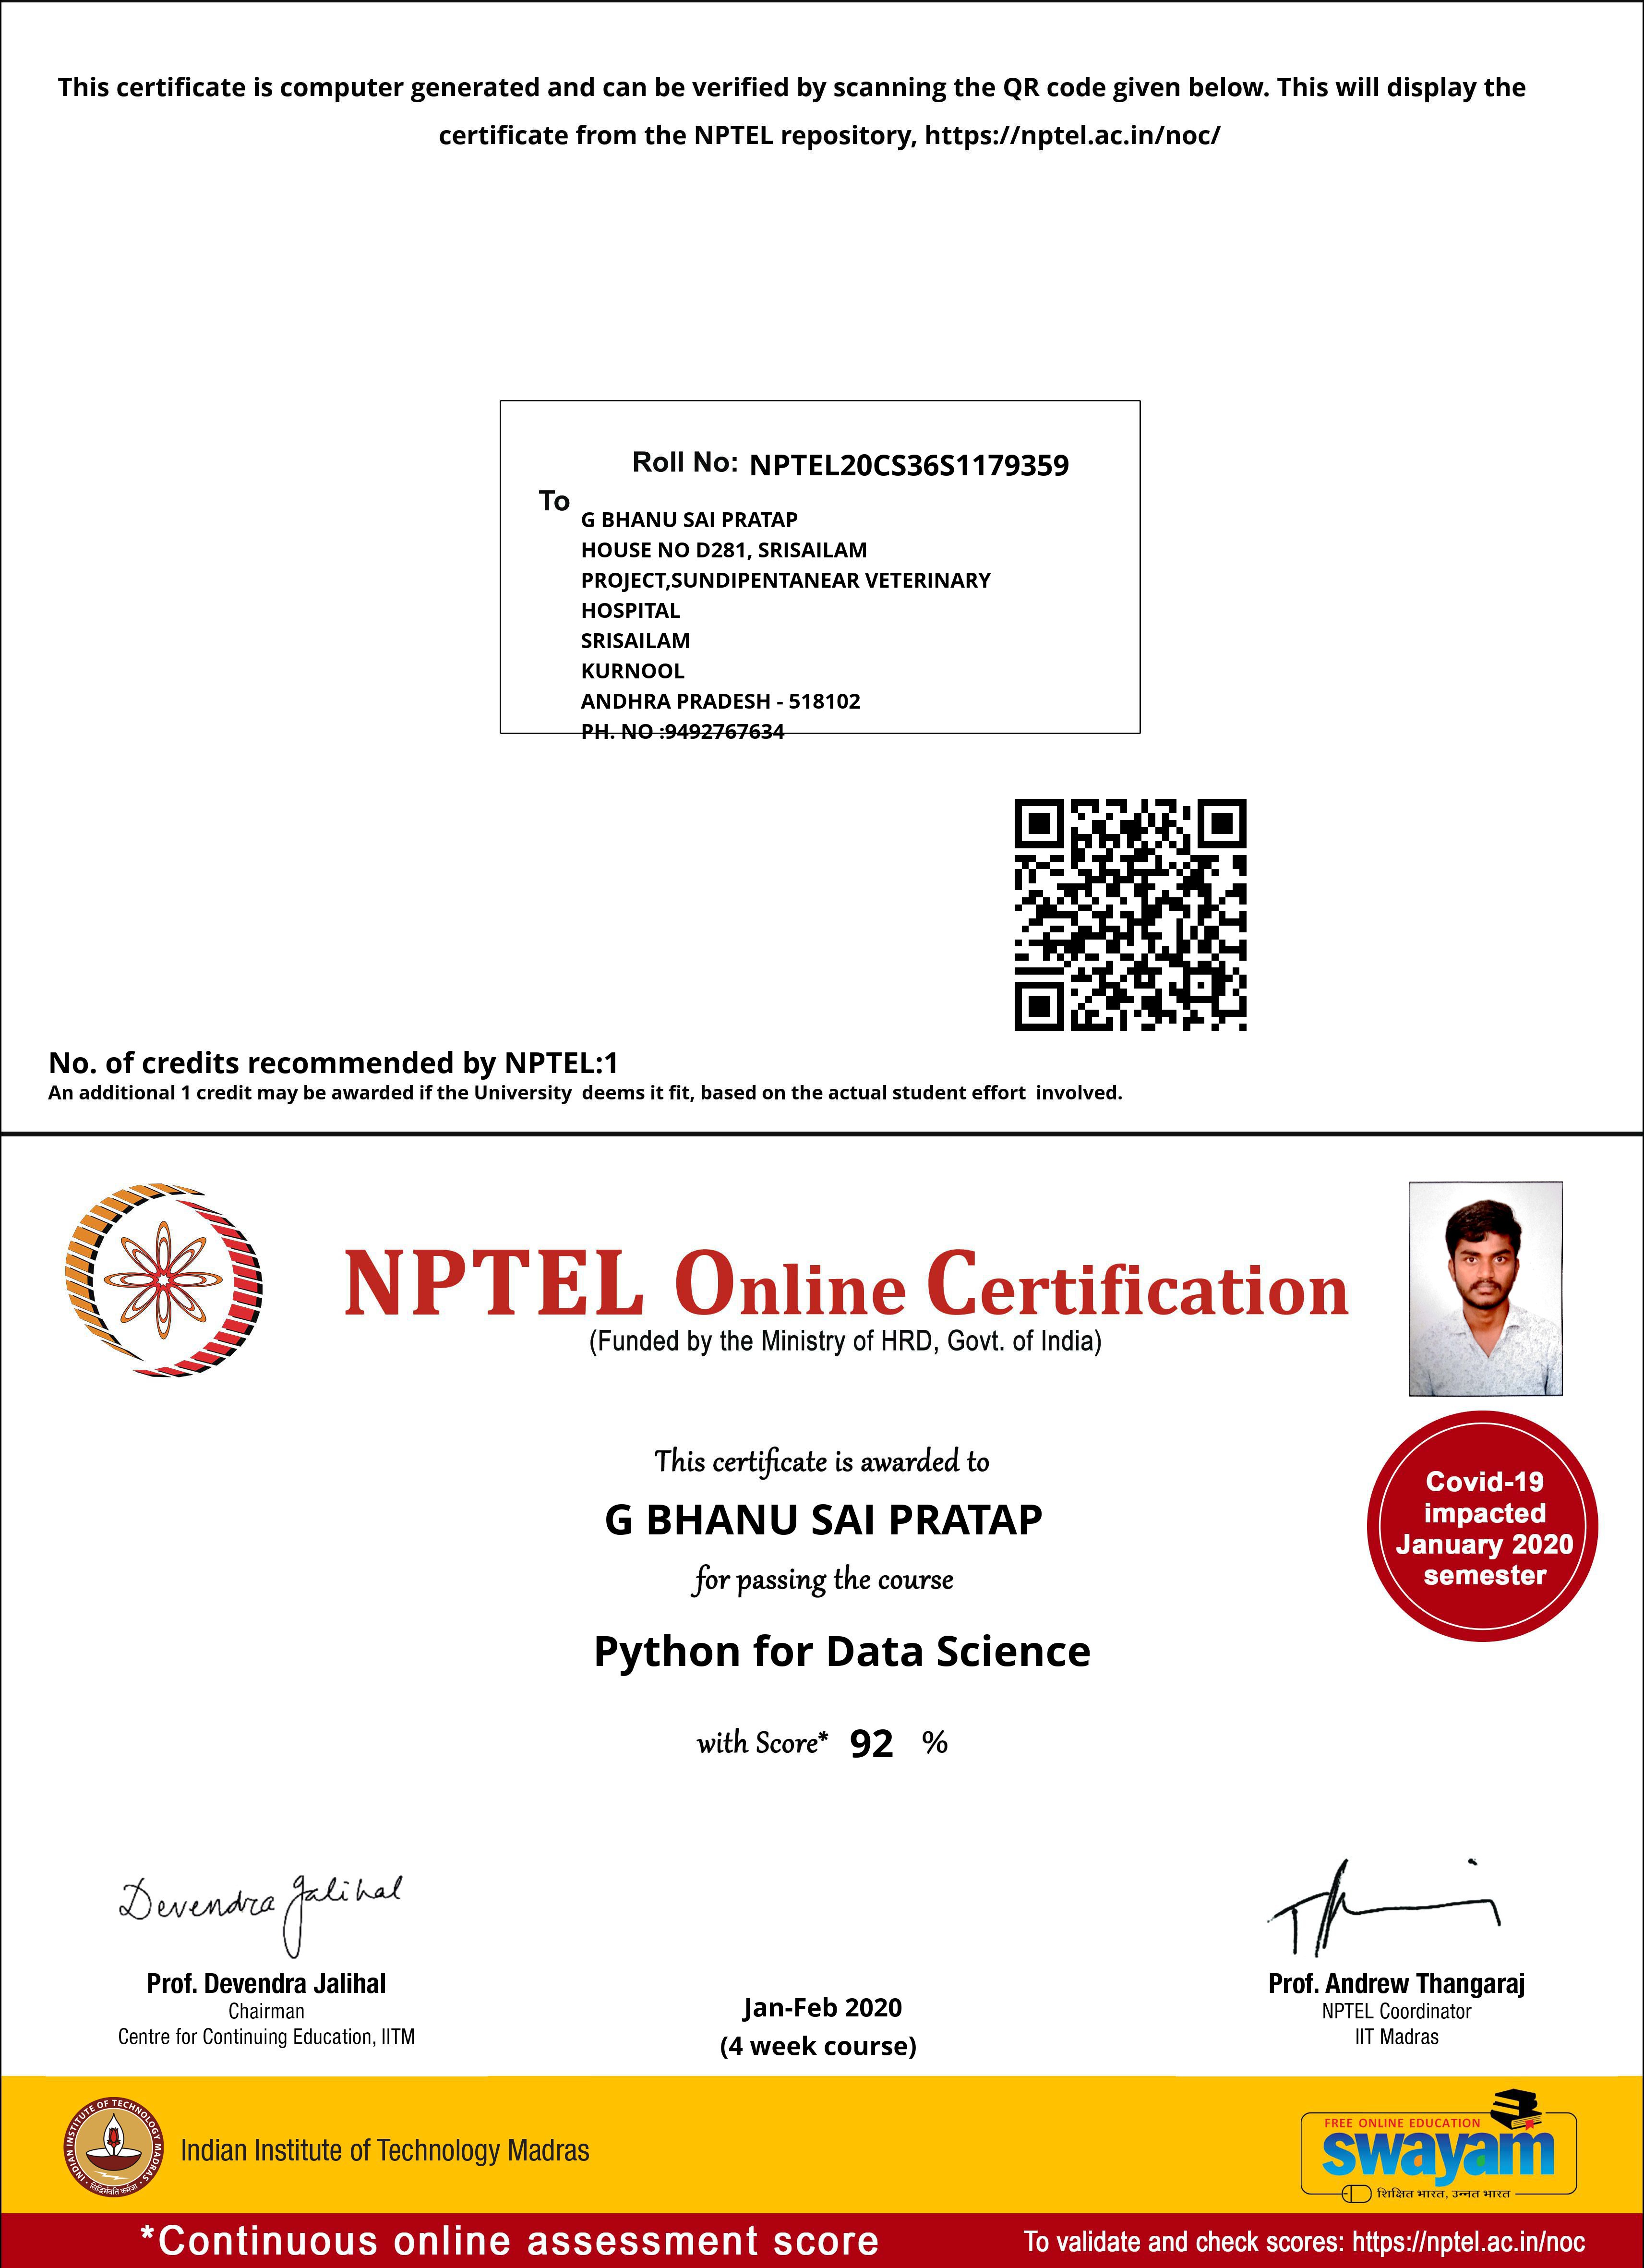 This certificate is computer generated and can be verified by scanning the QR code given below. This will display the
certificate from the NPTEL repository, https://nptel.ac.in/noc/
Roll No: NPTEL20CS36S1179359
To
G BHANU SAI PRATAP
HOUSE NO D281, SRISAILAM
PROJECT,SUNDIPENTANEAR VETERINARY
HOSPITAL
SRISAILAM
KURNOOL
ANDHRA PRADESH - 518102
PH. NO :9492767634
No. of credits recommended by NPTEL:1
An additional 1 credit may be awarded if the University deems it fit, based on the actual student effort involved.
NPTEL Online Certification
(Funded by the Ministry of HRD, Govt. of India)
This certificate is awarded to
G BHANU SAI PRATAP
for passing the course
Python for Data Science
with Score* 92 %
Covid-19
impacted
January 2020
semester
Devendra Jalihal
Prof. Devendra Jalihal
Chairman
Centre for Continuing Education, IITM
Jan-Feb 2020
(4 week course)
Prof. Andrew Thangaraj
NPTEL Coordinator
IIT Madras
INDIAN INSTITUTE OF TECHNOLOGY MADRAS
सिद्धिर्भवति कर्मजा
Indian Institute of Technology Madras
FREE ONLINE EDUCATION
swayam
शिक्षित भारत, उन्नत भारत
*Continuous online assessment score
To validate and check scores: https://nptel.ac.in/noc